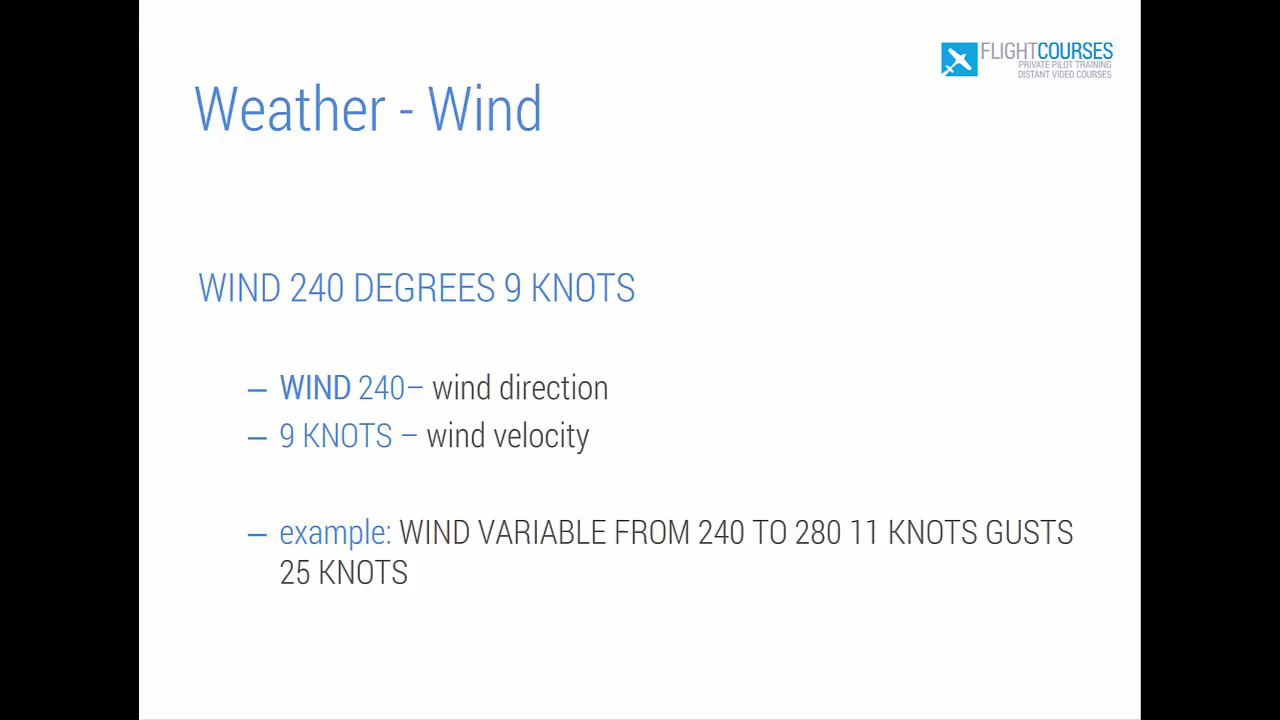 FLIGHTCOURSES
PRIVATE PILOT TRAINING
DISTANT VIDEO COURSES
Weather - Wind
WIND 240 DEGREES 9 KNOTS
– WIND 240– wind direction
– 9 KNOTS – wind velocity
– example: WIND VARIABLE FROM 240 TO 280 11 KNOTS GUSTS
25 KNOTS